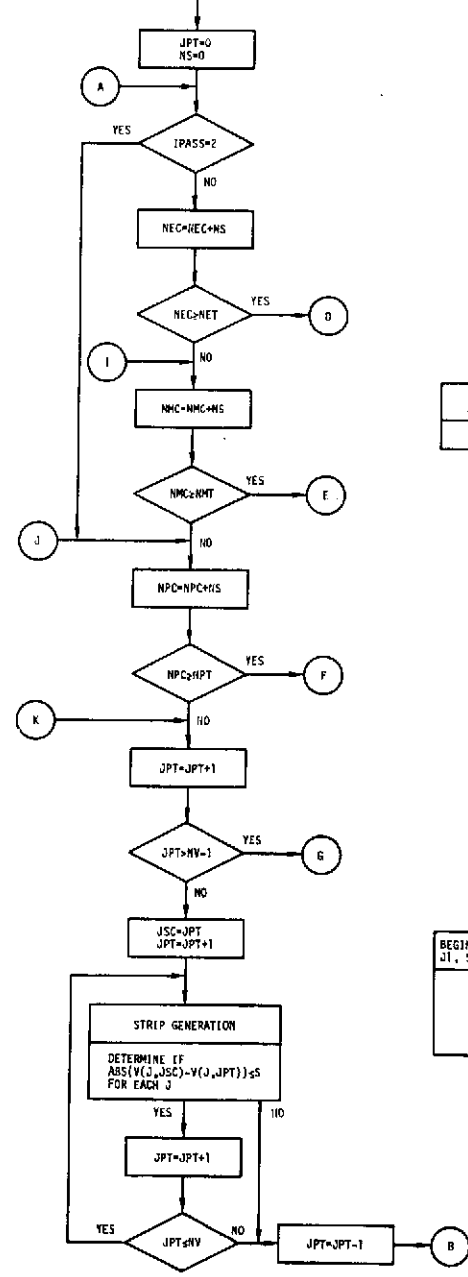 JPT=0
NS=0
A
YES
IPASS=2
NO
NEC=NEC+NS
NEC≥NET
YES
D
I
NO
NMC=NMC+NS
NMC≥NMT
YES
E
J
NO
NPC=NPC+NS
NPC≥NPT
YES
F
K
NO
JPT=JPT+1
JPT>NV-1
YES
G
NO
JSC=JPT
JPT=JPT+1
BEGIN
J1,
STRIP GENERATION
DETERMINE IF
ABS(V(J,JSC)-V(J,JPT))≤S
FOR EACH J
YES
NO
JPT=JPT+1
YES
JPT≤NV
NO
JPT=JPT-1
B